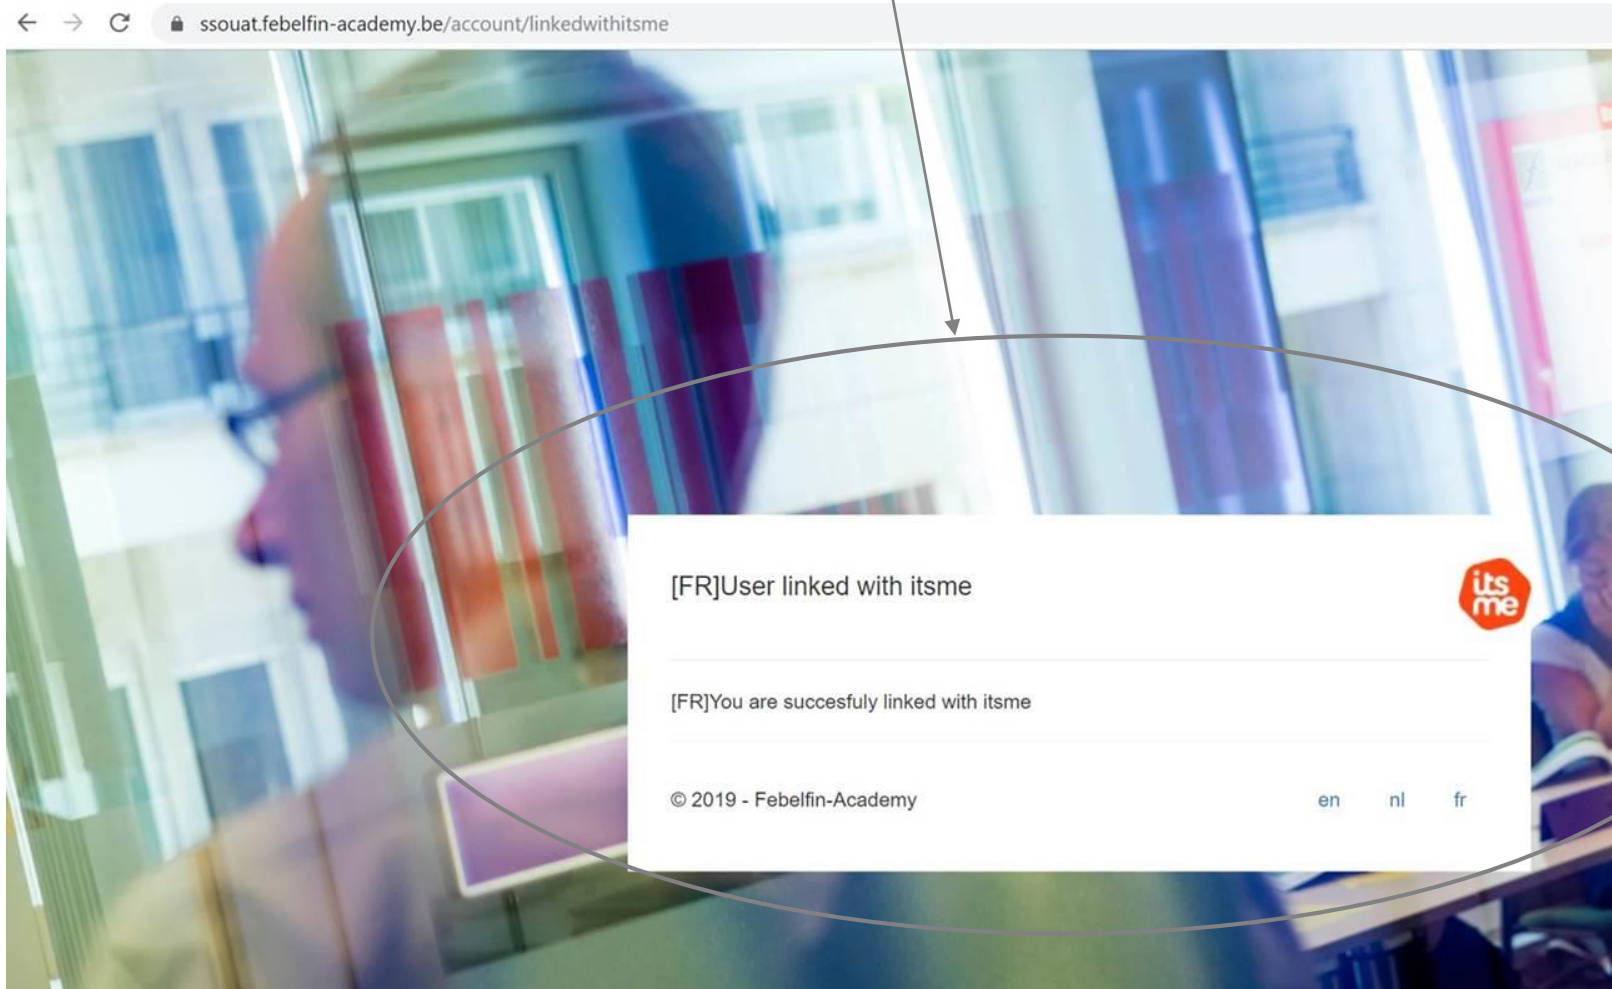 ssouat.febelfin-academy.be/account/linkedwithitsme
[FR]User linked with itsme
its
me
[FR]You are succesfuly linked with itsme
© 2019 - Febelfin-Academy
en nl fr